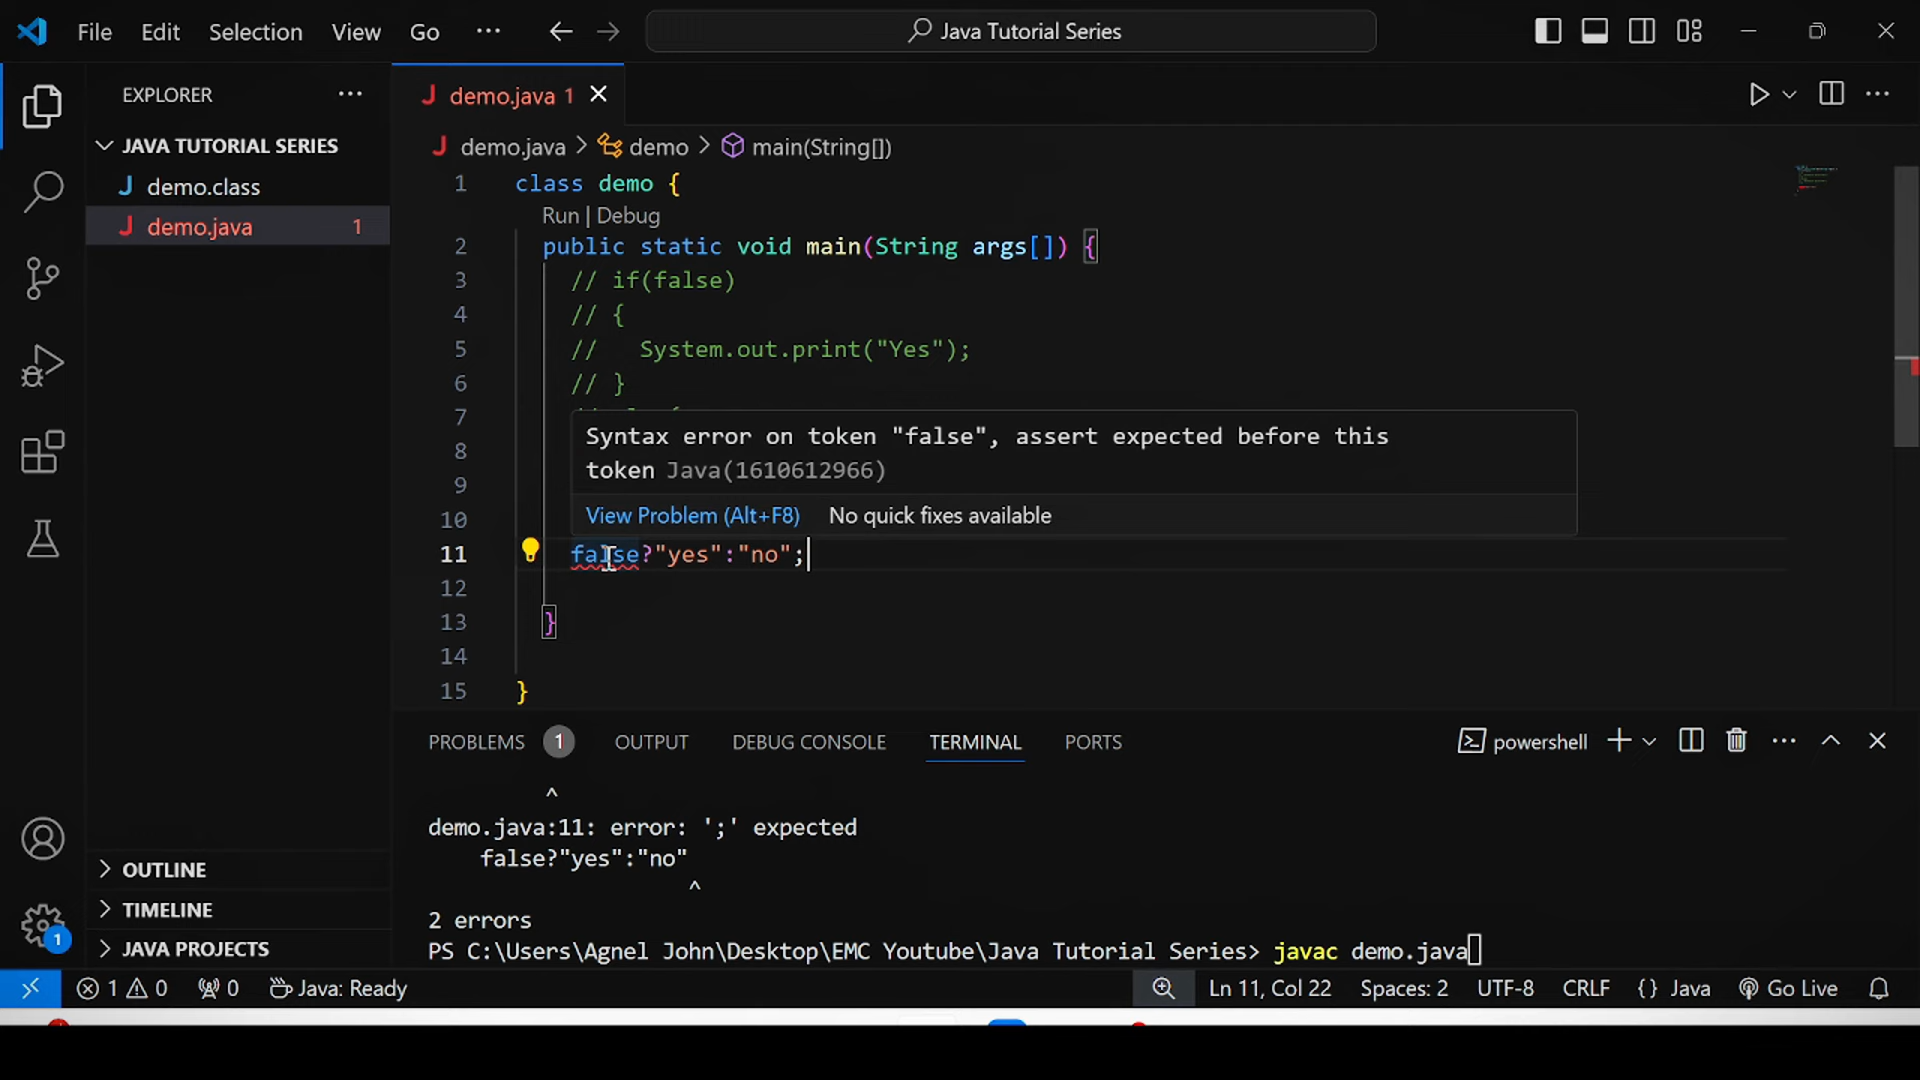 File Edit Selection View Go ··· Java Tutorial Series
EXPLORER ···
demo.java 1
JAVA TUTORIAL SERIES
demo.class
demo.java 1
demo.java > demo > main(String[])
1 class demo {
Run | Debug
2 public static void main(String args[]) {
3 // if(false)
4 // {
5 // System.out.print("Yes");
6 // }
7
8
9
10
Syntax error on token "false", assert expected before this
token Java(1610612966)
View Problem (Alt+F8) No quick fixes available
11 false?"yes":"no";
12
13 }
14
15 }
PROBLEMS 1 OUTPUT DEBUG CONSOLE TERMINAL PORTS powershell
^
demo.java:11: error: ';' expected
false?"yes":"no"
^
2 errors
PS C:\Users\Agnel John\Desktop\EMC Youtube\Java Tutorial Series> javac demo.java
OUTLINE
TIMELINE
JAVA PROJECTS
1
1 0 0 Java: Ready Ln 11, Col 22 Spaces: 2 UTF-8 CRLF {} Java Go Live